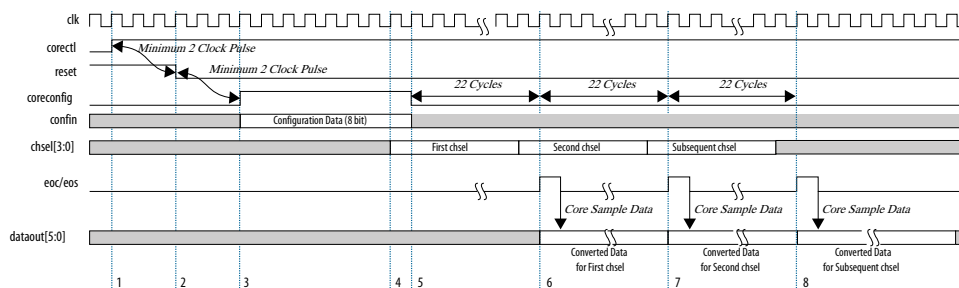 clk
corectl
Minimum 2 Clock Pulse
reset
Minimum 2 Clock Pulse
coreconfig
22 Cycles
22 Cycles
22 Cycles
confin
Configuration Data (8 bit)
chsel[3:0]
First chsel
Second chsel
Subsequent chsel
eoc/eos
Core Sample Data
Core Sample Data
Core Sample Data
dataout[5:0]
Converted Data
for First chsel
Converted Data
for Second chsel
Converted Data
for Subsequent chsel
1 2 3 4 5 6 7 8